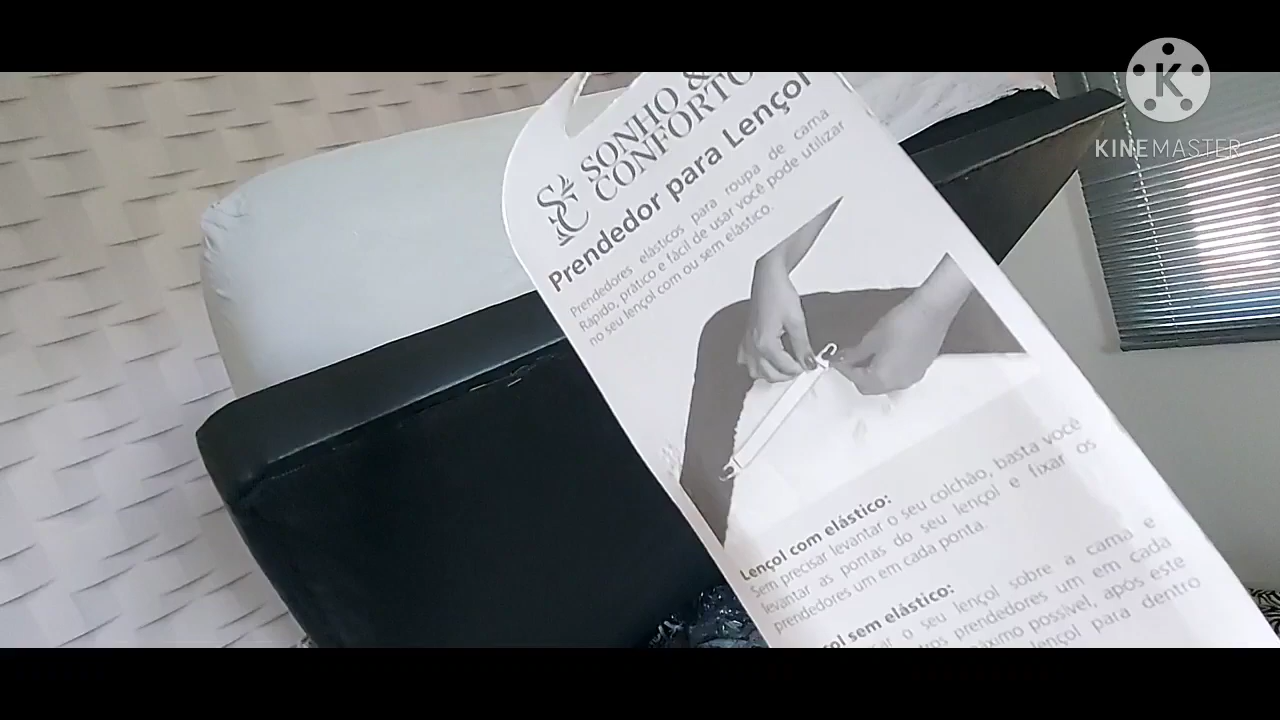 SONHO &
CONFORTO
Prendedor para Lençol
Prendedores elásticos para roupa de cama
Rápido, prático e fácil de usar você pode utilizar
no seu lençol com ou sem elástico.
Lençol com elástico:
Sem precisar levantar o seu colchão, basta você
levantar as pontas do seu lençol e fixar os
prendedores um em cada ponta.
sem elástico:
o seu lençol sobre a cama e
prendedores um em cada
possível, após este
lençol para dentro
K
KINEMASTER